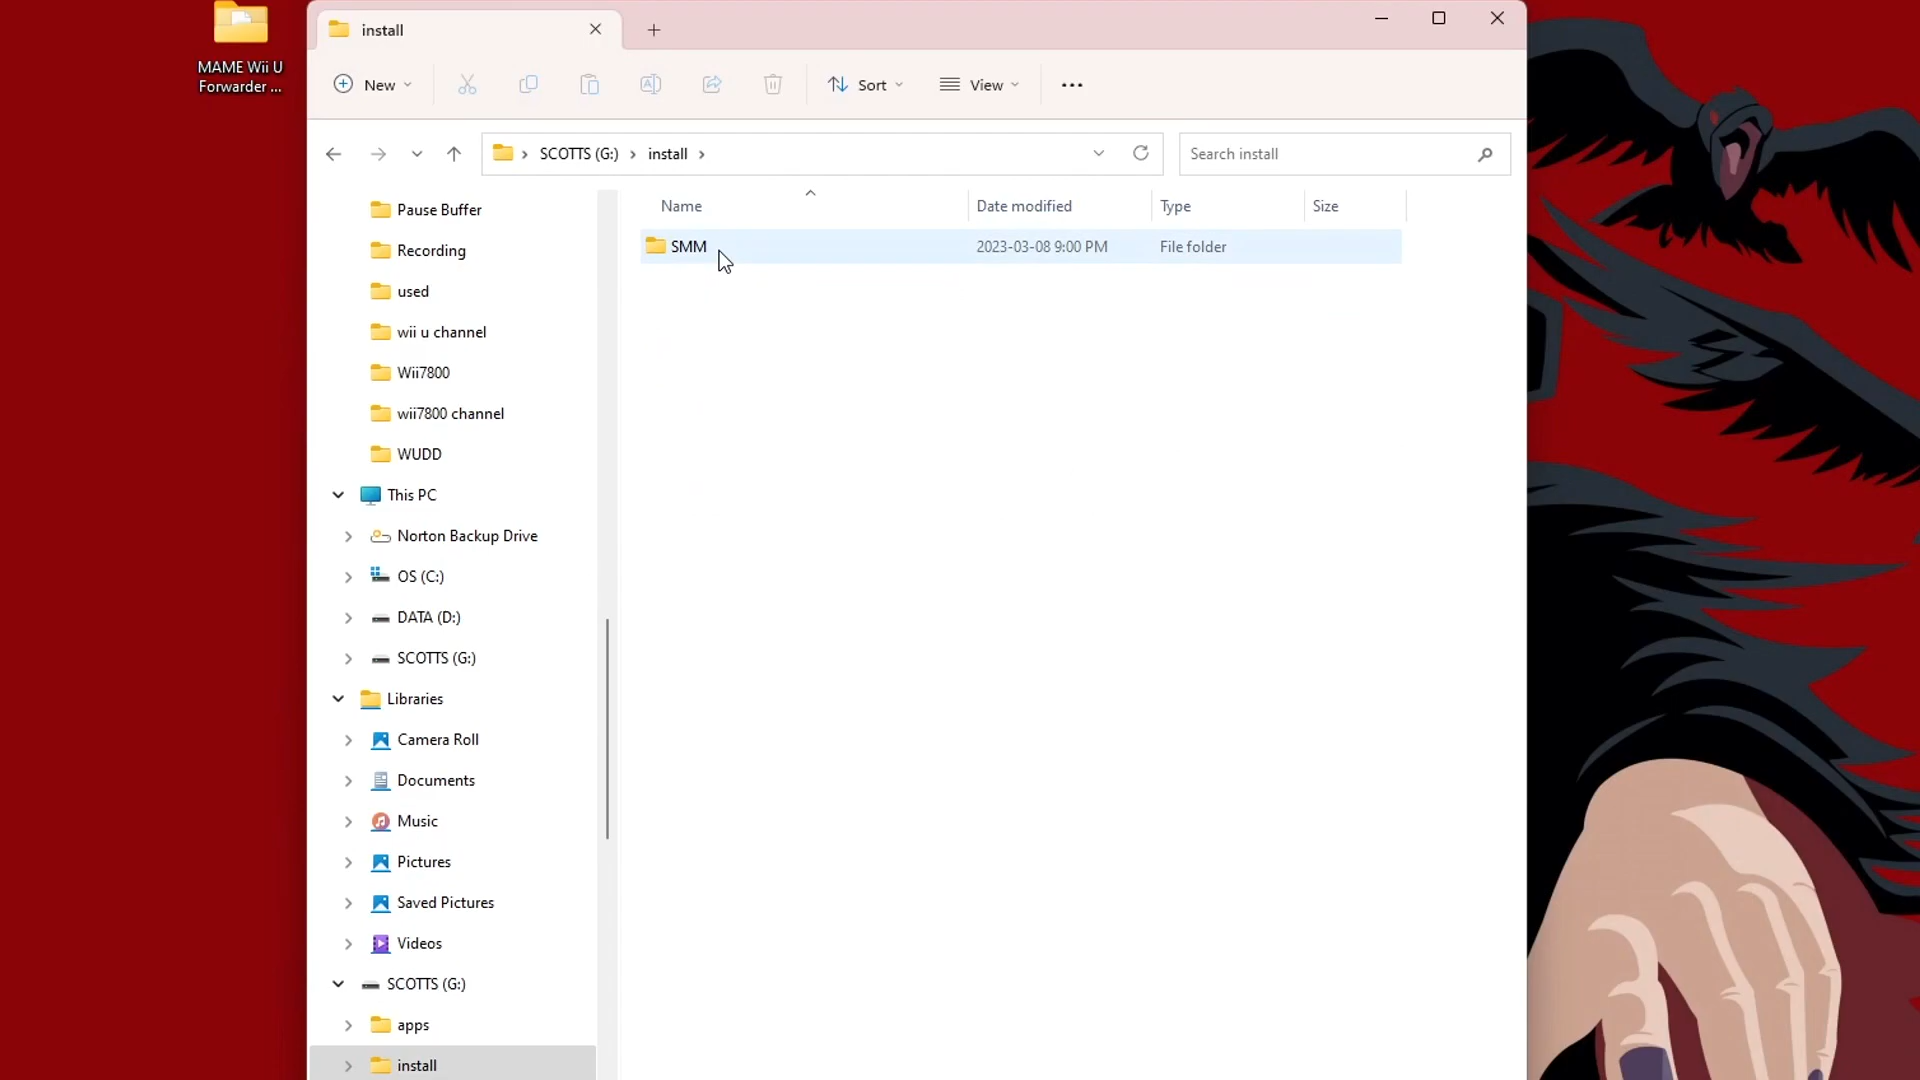 MAME Wii U
Forwarder ...
install
New
Sort
View
SCOTTS (G:)
install
Search install
Pause Buffer
Recording
used
wii u channel
Wii7800
wii7800 channel
WUDD
This PC
Norton Backup Drive
OS (C:)
DATA (D:)
SCOTTS (G:)
Libraries
Camera Roll
Documents
Music
Pictures
Saved Pictures
Videos
SCOTTS (G:)
apps
install
Name Date modified Type Size
SMM 2023-03-08 9:00 PM File folder